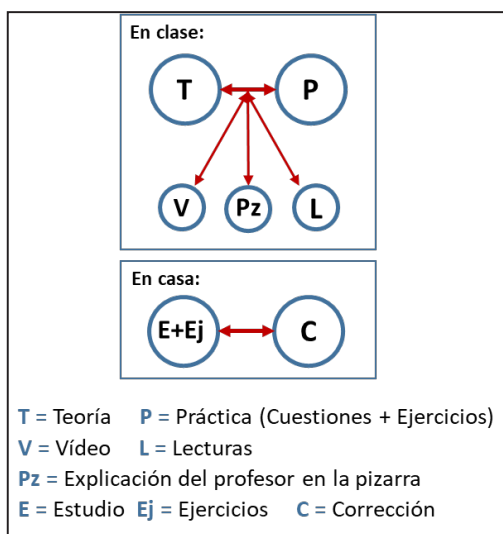 En clase:
T P
V Pz L
En casa:
E+Ej C
T = Teoría P = Práctica (Cuestiones + Ejercicios)
V = Vídeo L = Lecturas
Pz = Explicación del profesor en la pizarra
E = Estudio Ej = Ejercicios C = Corrección